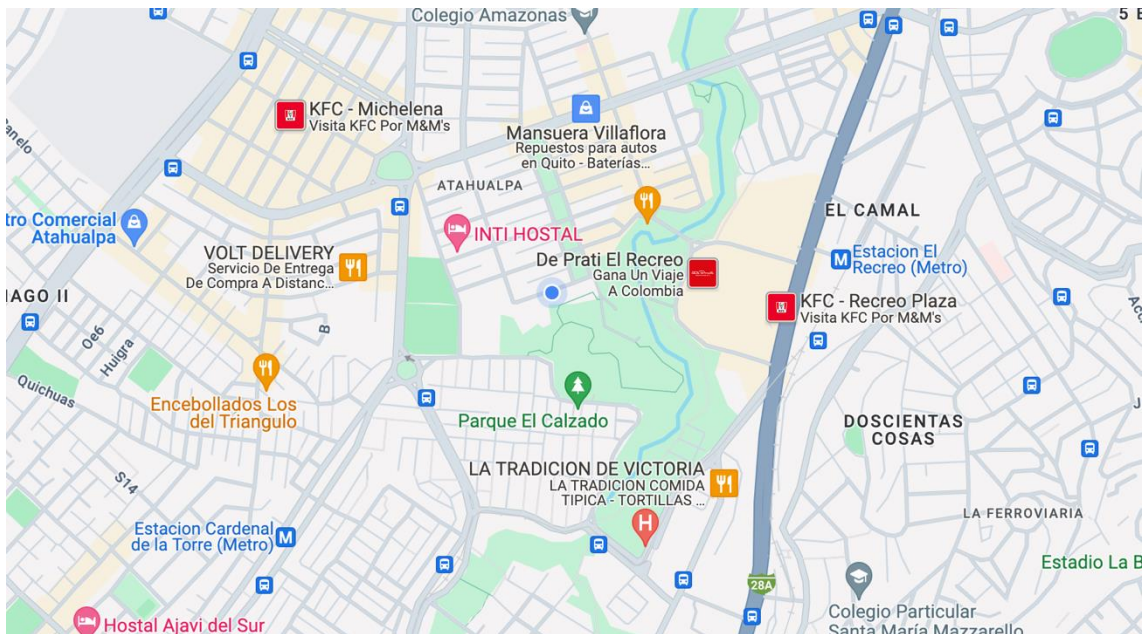 Colegio Amazonas
KFC - Michelena
Visita KFC Por M&M's
Mansuera Villaflora
Repuestos para autos
en Quito - Baterías...
ATAHUALPA
INTI HOSTAL
EL CAMAL
tro Comercial
Atahualpa
VOLT DELIVERY
Servicio De Entrega
De Compra A Distanc...
De Prati El Recreo
Gana Un Viaje
A Colombia
M
Estacion El
Recreo (Metro)
IAGO II
B
KFC - Recreo Plaza
Visita KFC Por M&M's
Oe6
Huigra
Quichuas
Encebollados Los
del Triangulo
Parque El Calzado
DOSCIENTAS
COSAS
LA TRADICION DE VICTORIA
LA TRADICION COMIDA
TIPICA - TORTILLAS ...
S14
LA FERROVIARIA
Estacion Cardenal
de la Torre (Metro)
M
H
Estadio La B
28A
Colegio Particular
Santa María Mazzarello
Hostal Ajavi del Sur